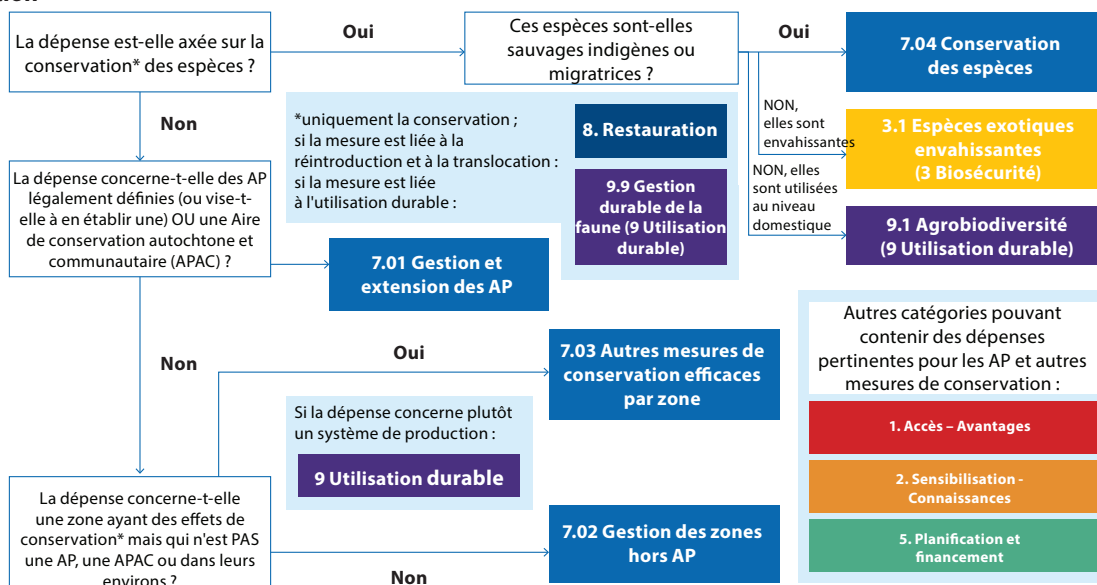 La dépense est-elle axée sur la
conservation* des espèces ?
Oui
Ces espèces sont-elles
sauvages indigènes ou
migratrices ?
Oui
7.04 Conservation
des espèces
Non
*uniquement la conservation ;
si la mesure est liée à la
réintroduction et à la translocation :
si la mesure est liée
à l'utilisation durable :
8. Restauration
9.9 Gestion
durable de la
faune (9 Utilisation
durable)
NON,
elles sont
envahissantes
3.1 Espèces exotiques
envahissantes
(3 Biosécurité)
NON, elles
sont utilisées
au niveau
domestique
9.1 Agrobiodiversité
(9 Utilisation durable)
La dépense concerne-t-elle des AP
légalement définies (ou vise-t-
elle à en établir une) OU une Aire
de conservation autochtone et
communautaire (APAC) ?
7.01 Gestion et
extension des AP
Non
Oui
7.03 Autres mesures de
conservation efficaces
par zone
Si la dépense concerne plutôt
un système de production :
9 Utilisation durable
La dépense concerne-t-elle
une zone ayant des effets de
conservation* mais qui n'est PAS
une AP, une APAC ou dans leurs
environs ?
Non
7.02 Gestion des zones
hors AP
Autres catégories pouvant
contenir des dépenses
pertinentes pour les AP et autres
mesures de conservation :
1. Accès – Avantages
2. Sensibilisation -
Connaissances
5. Planification et
financement